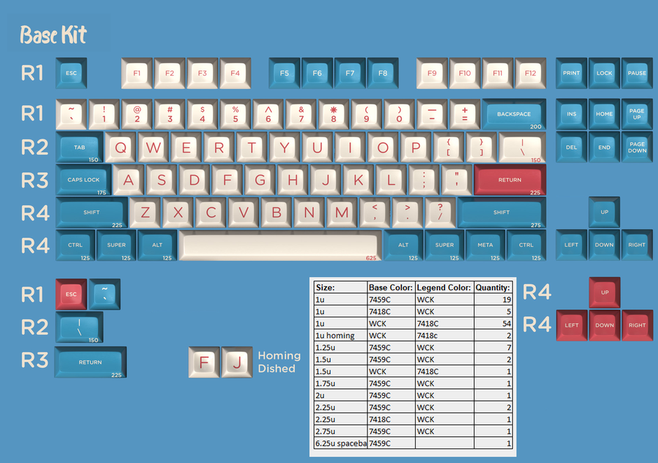 Base Kit
R1 ESC F1 F2 F3 F4 F5 F6 F7 F8 F9 F10 F11 F12 PRINT LOCK PAUSE
R1 ~ ` ! 1 @ 2 # 3 $ 4 % 5 ^ 6 & 7 * 8 ( 9 ) 0 — - + = BACKSPACE 200 INS HOME PAGE UP
R2 TAB 150 Q W E R T Y U I O P { [ } ] | \ 150 DEL END PAGE DOWN
R3 CAPS LOCK 175 A S D F G H J K L : ; " ' RETURN 225
R4 SHIFT 225 Z X C V B N M < , > . ? / SHIFT 275 UP
R4 CTRL 125 SUPER 125 ALT 125 625 ALT 125 SUPER 125 META 125 CTRL 125 LEFT DOWN RIGHT
R1 ESC ~ `
R2 | \ 150
R3 RETURN 225
F J Homing
Dished
Size: Base Color: Legend Color: Quantity:
1u 7459C WCK 19
1u 7418C WCK 5
1u WCK 7418C 54
1u homing WCK 7418c 2
1.25u 7459C WCK 7
1.5u 7459C WCK 2
1.5u WCK 7418C 1
1.75u 7459C WCK 1
2u 7459C WCK 1
2.25u 7459C WCK 2
2.25u 7418C WCK 1
2.75u 7459C WCK 1
6.25u spaceba 7459C 1
R4 UP
R4 LEFT DOWN RIGHT